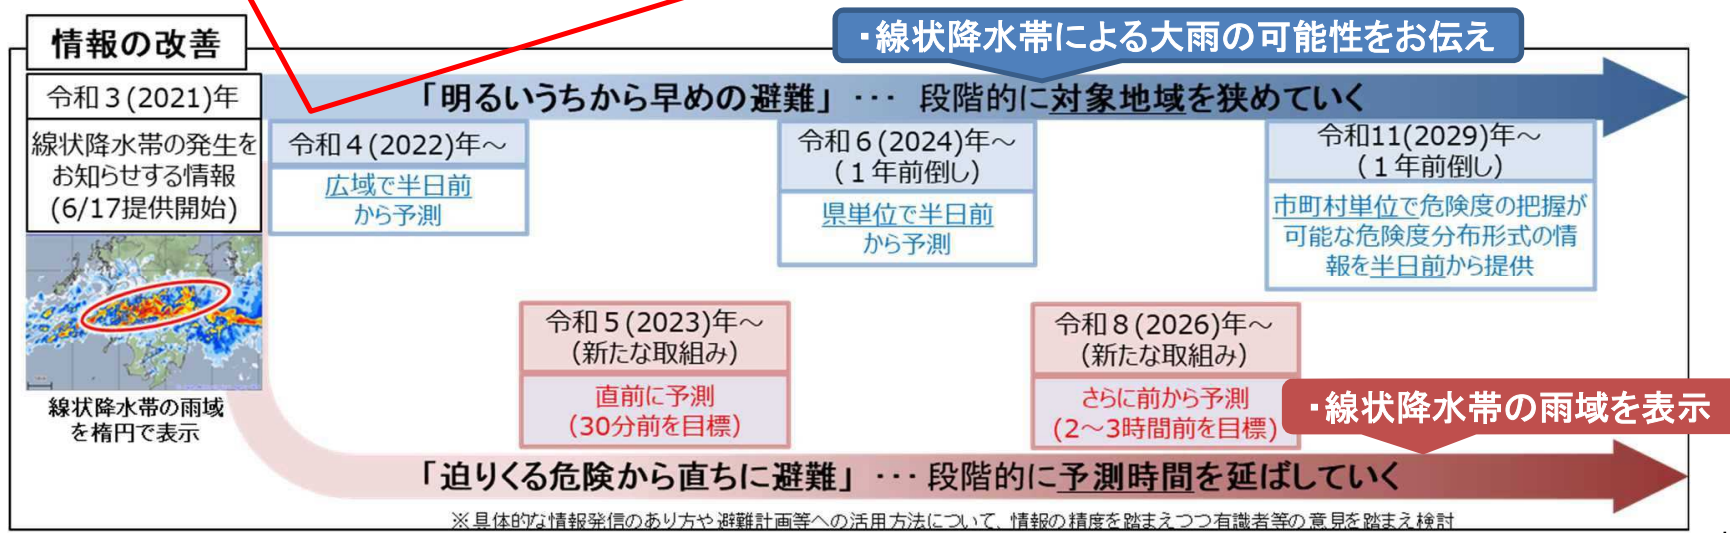 ・線状降水帯による大雨の可能性をお伝え
情報の改善
「明るいうちから早めの避難」 ･･･ 段階的に対象地域を狭めていく
令和3(2021)年
線状降水帯の発生を
お知らせする情報
(6/17提供開始)
線状降水帯の雨域
を楕円で表示
令和4(2022)年～
広域で半日前
から予測
令和6(2024)年～
(1年前倒し)
県単位で半日前
から予測
令和11(2029)年～
(1年前倒し)
市町村単位で危険度の把握が
可能な危険度分布形式の情
報を半日前から提供
令和5(2023)年～
(新たな取組み)
直前に予測
(30分前を目標)
令和8(2026)年～
(新たな取組み)
さらに前から予測
(2～3時間前を目標)
・線状降水帯の雨域を表示
「迫りくる危険から直ちに避難」 ･･･ 段階的に予測時間を延ばしていく
※具体的な情報発信のあり方や避難計画等への活用方法について、情報の精度を踏まえつつ有識者等の意見を踏まえ検討